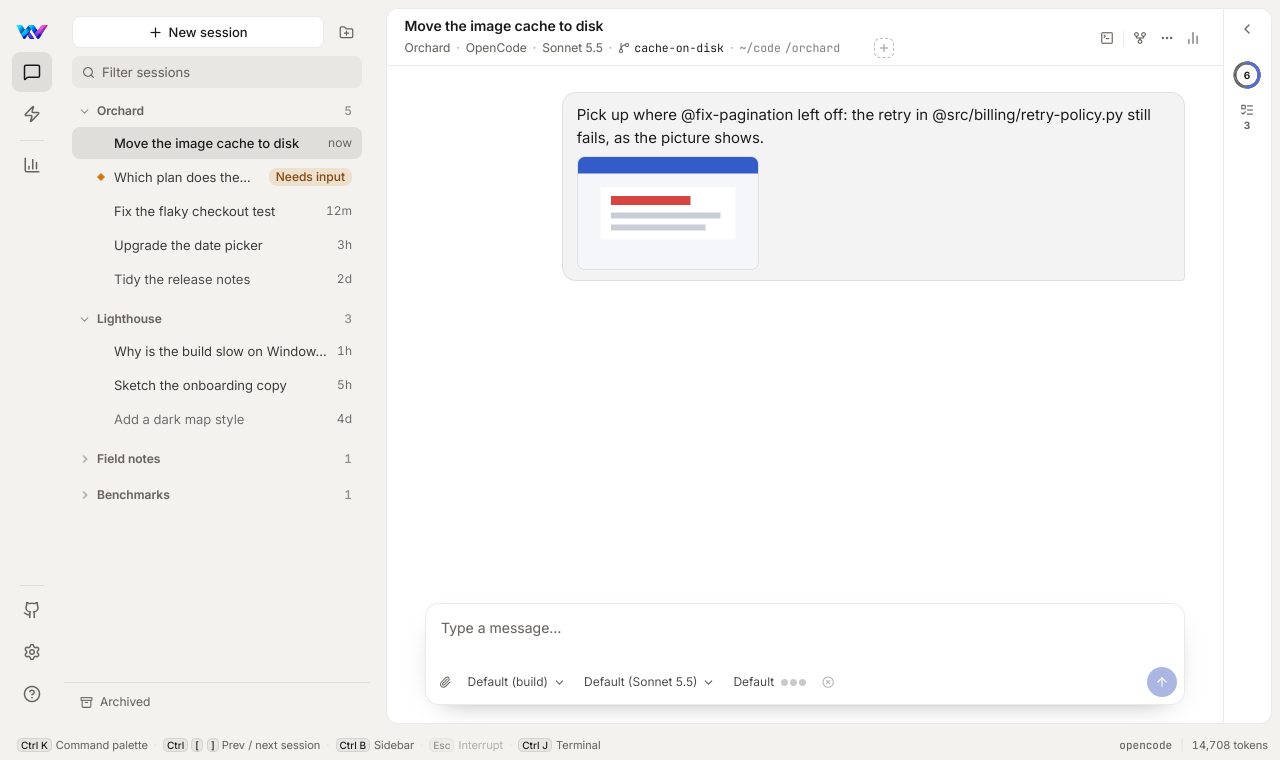 New session
Filter sessions
Orchard 5
Move the image cache to disk now
Which plan does the... Needs input
Fix the flaky checkout test 12m
Upgrade the date picker 3h
Tidy the release notes 2d
Lighthouse 3
Why is the build slow on Window... 1h
Sketch the onboarding copy 5h
Add a dark map style 4d
Field notes 1
Benchmarks 1
Archived
Move the image cache to disk
Orchard · OpenCode · Sonnet 5.5 · cache-on-disk · ~/code /orchard
Pick up where @fix-pagination left off: the retry in @src/billing/retry-policy.py still
fails, as the picture shows.
6
3
Type a message...
Default (build) Default (Sonnet 5.5) Default
Ctrl K Command palette · Ctrl [ ] Prev / next session · Ctrl B Sidebar · Esc Interrupt · Ctrl J Terminal
opencode 14,708 tokens